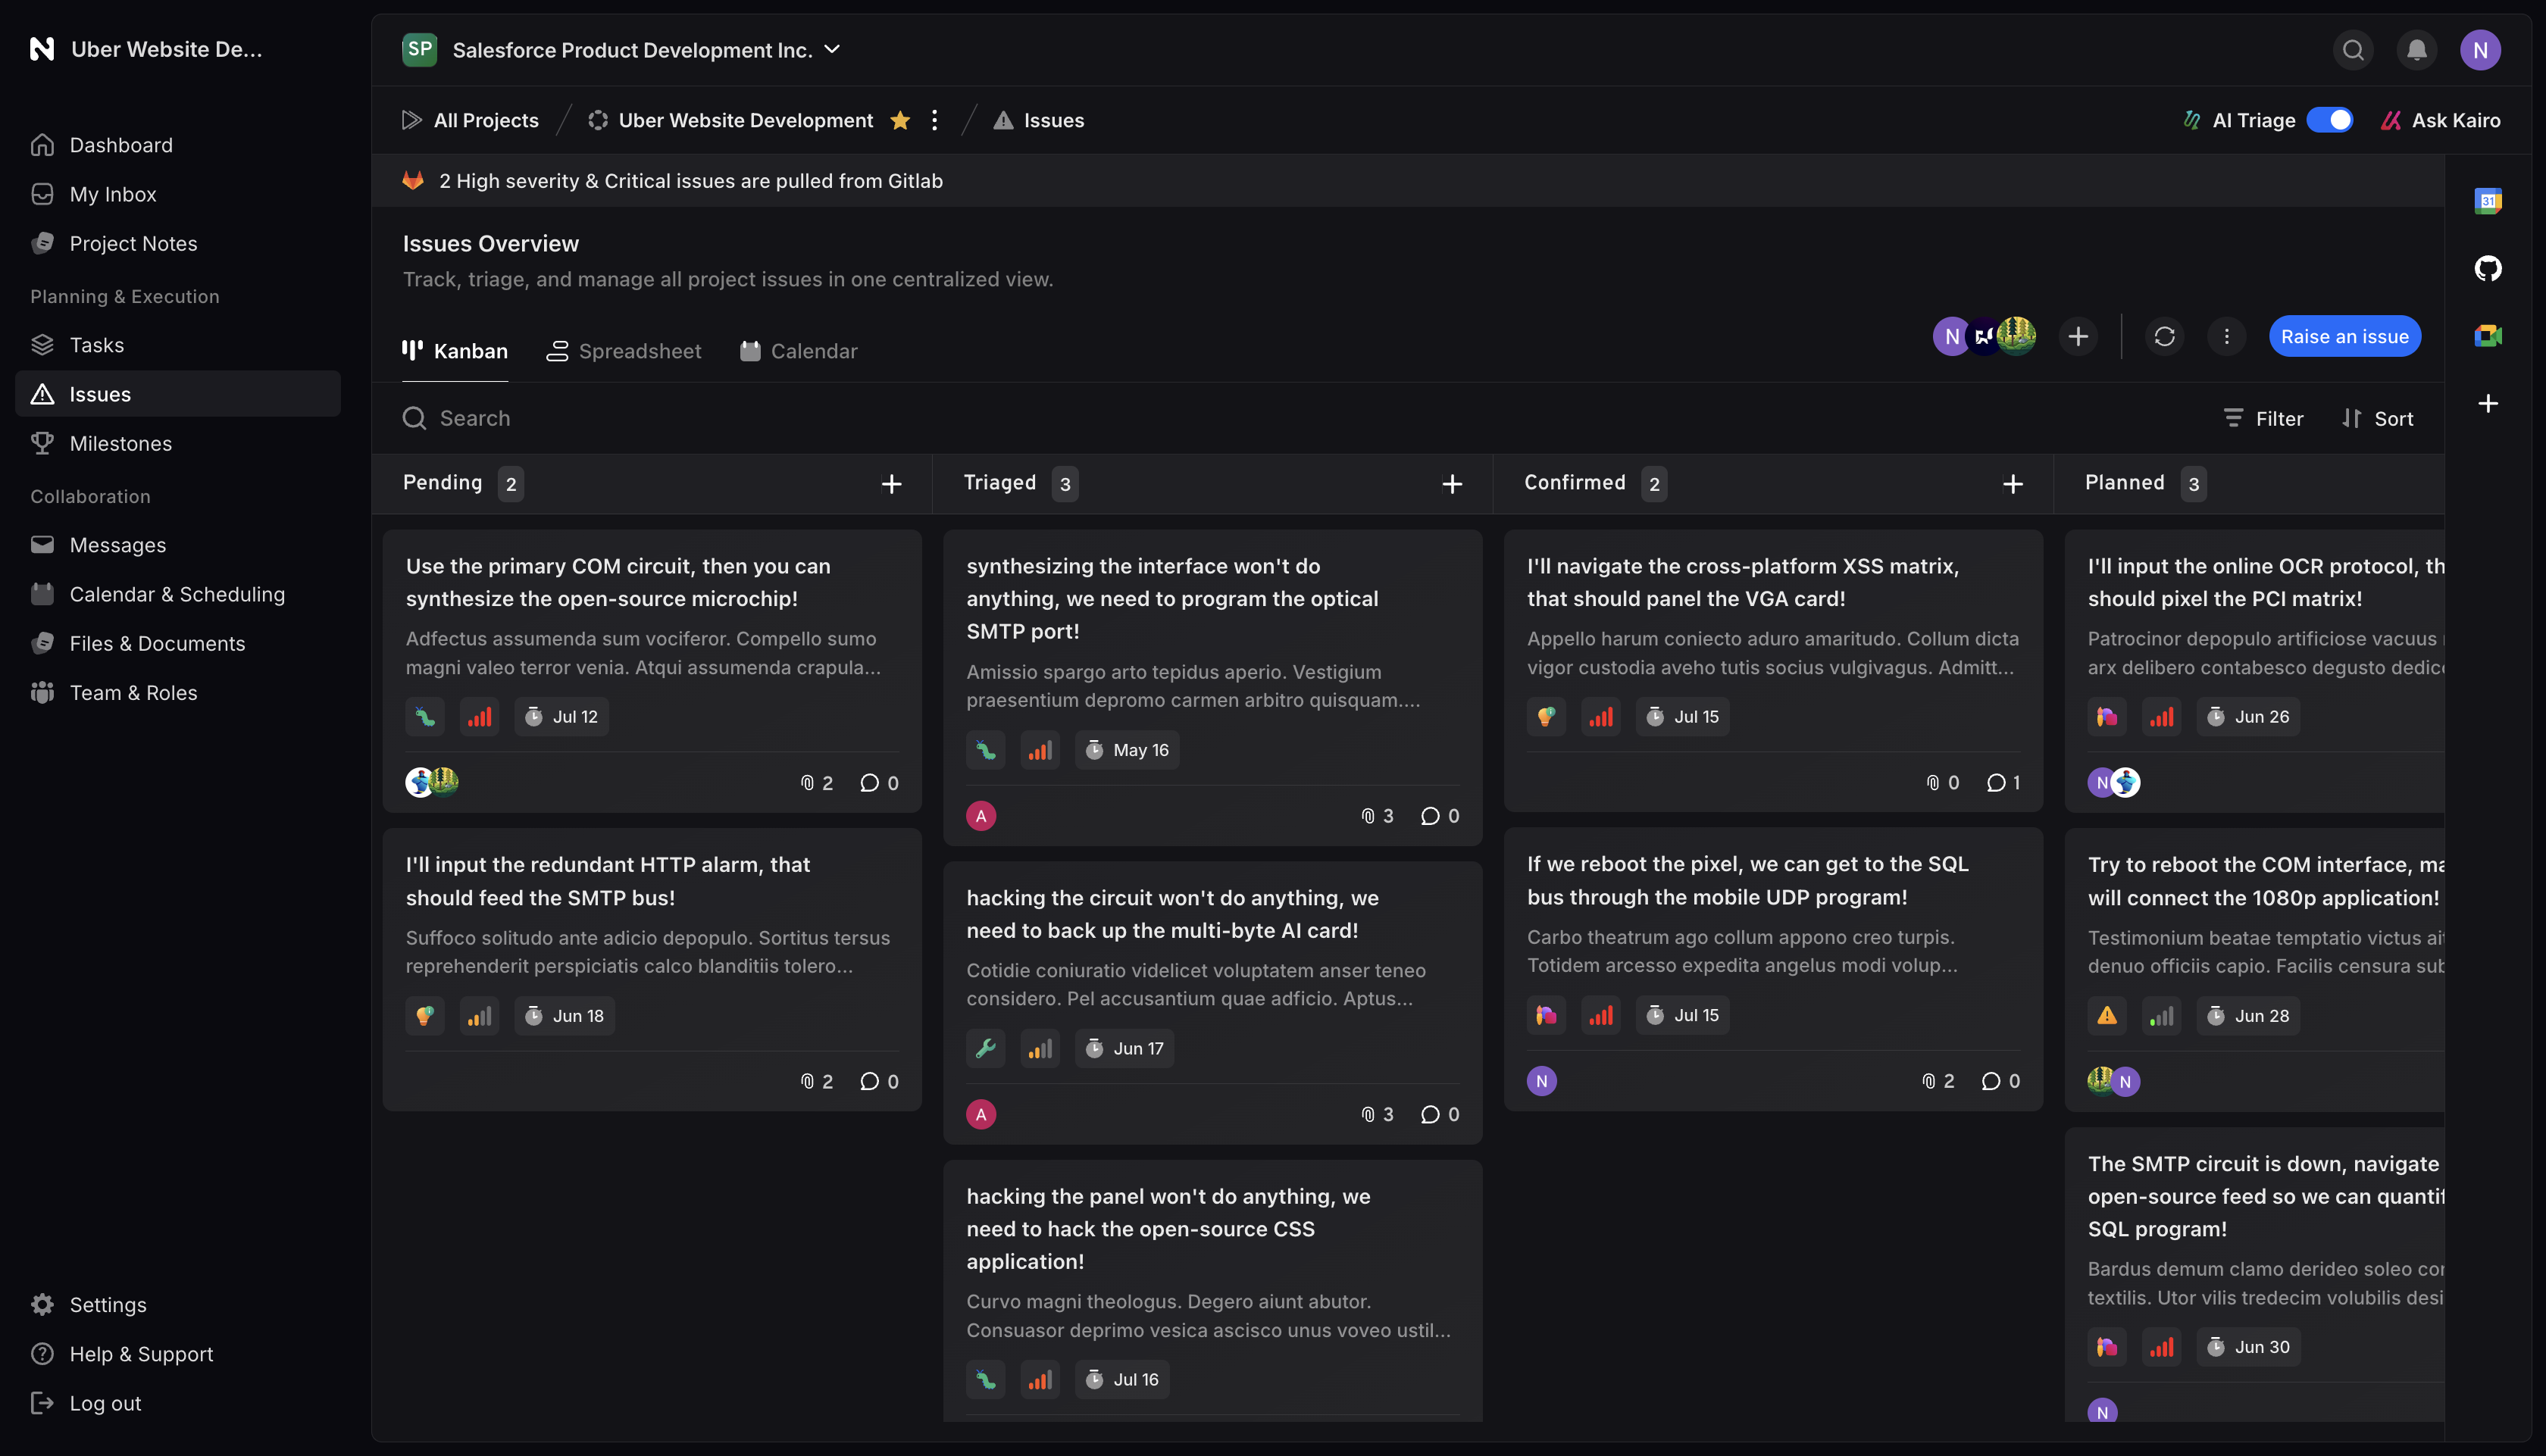 Uber Website De...
Dashboard
My Inbox
Project Notes
Planning & Execution
Tasks
Issues
Milestones
Collaboration
Messages
Calendar & Scheduling
Files & Documents
Team & Roles
Settings
Help & Support
Log out
SP Salesforce Product Development Inc.
N
All Projects
Uber Website Development
Issues
AI Triage
Ask Kairo
2 High severity & Critical issues are pulled from Gitlab
Issues Overview
Track, triage, and manage all project issues in one centralized view.
Kanban Spreadsheet Calendar
N
Raise an issue
31
Search
Filter Sort
Pending 2
Use the primary COM circuit, then you can
synthesize the open-source microchip!
Adfectus assumenda sum vociferor. Compello sumo
magni valeo terror venia. Atqui assumenda crapula...
Jul 12
2 0
I'll input the redundant HTTP alarm, that
should feed the SMTP bus!
Suffoco solitudo ante adicio depopulo. Sortitus tersus
reprehenderit perspiciatis calco blanditiis tolero...
Jun 18
2 0
Triaged 3
synthesizing the interface won't do
anything, we need to program the optical
SMTP port!
Amissio spargo arto tepidus aperio. Vestigium
praesentium depromo carmen arbitro quisquam....
May 16
A 3 0
hacking the circuit won't do anything, we
need to back up the multi-byte AI card!
Cotidie coniuratio videlicet voluptatem anser teneo
considero. Pel accusantium quae adficio. Aptus...
Jun 17
A 3 0
hacking the panel won't do anything, we
need to hack the open-source CSS
application!
Curvo magni theologus. Degero aiunt abutor.
Consuasor deprimo vesica ascisco unus voveo ustil...
Jul 16
Confirmed 2
I'll navigate the cross-platform XSS matrix,
that should panel the VGA card!
Appello harum coniecto aduro amaritudo. Collum dicta
vigor custodia aveho tutis socius vulgivagus. Admitt...
Jul 15
0 1
If we reboot the pixel, we can get to the SQL
bus through the mobile UDP program!
Carbo theatrum ago collum appono creo turpis.
Totidem arcesso expedita angelus modi volup...
Jul 15
N 2 0
Planned 3
I'll input the online OCR protocol, th
should pixel the PCI matrix!
Patrocinor depopulo artificiose vacuus
arx delibero contabesco degusto dedic
Jun 26
N
Try to reboot the COM interface, ma
will connect the 1080p application!
Testimonium beatae temptatio victus ai
denuo officiis capio. Facilis censura sub
Jun 28
N
The SMTP circuit is down, navigate
open-source feed so we can quantif
SQL program!
Bardus demum clamo derideo soleo co
textilis. Utor vilis tredecim volubilis desi
Jun 30
N